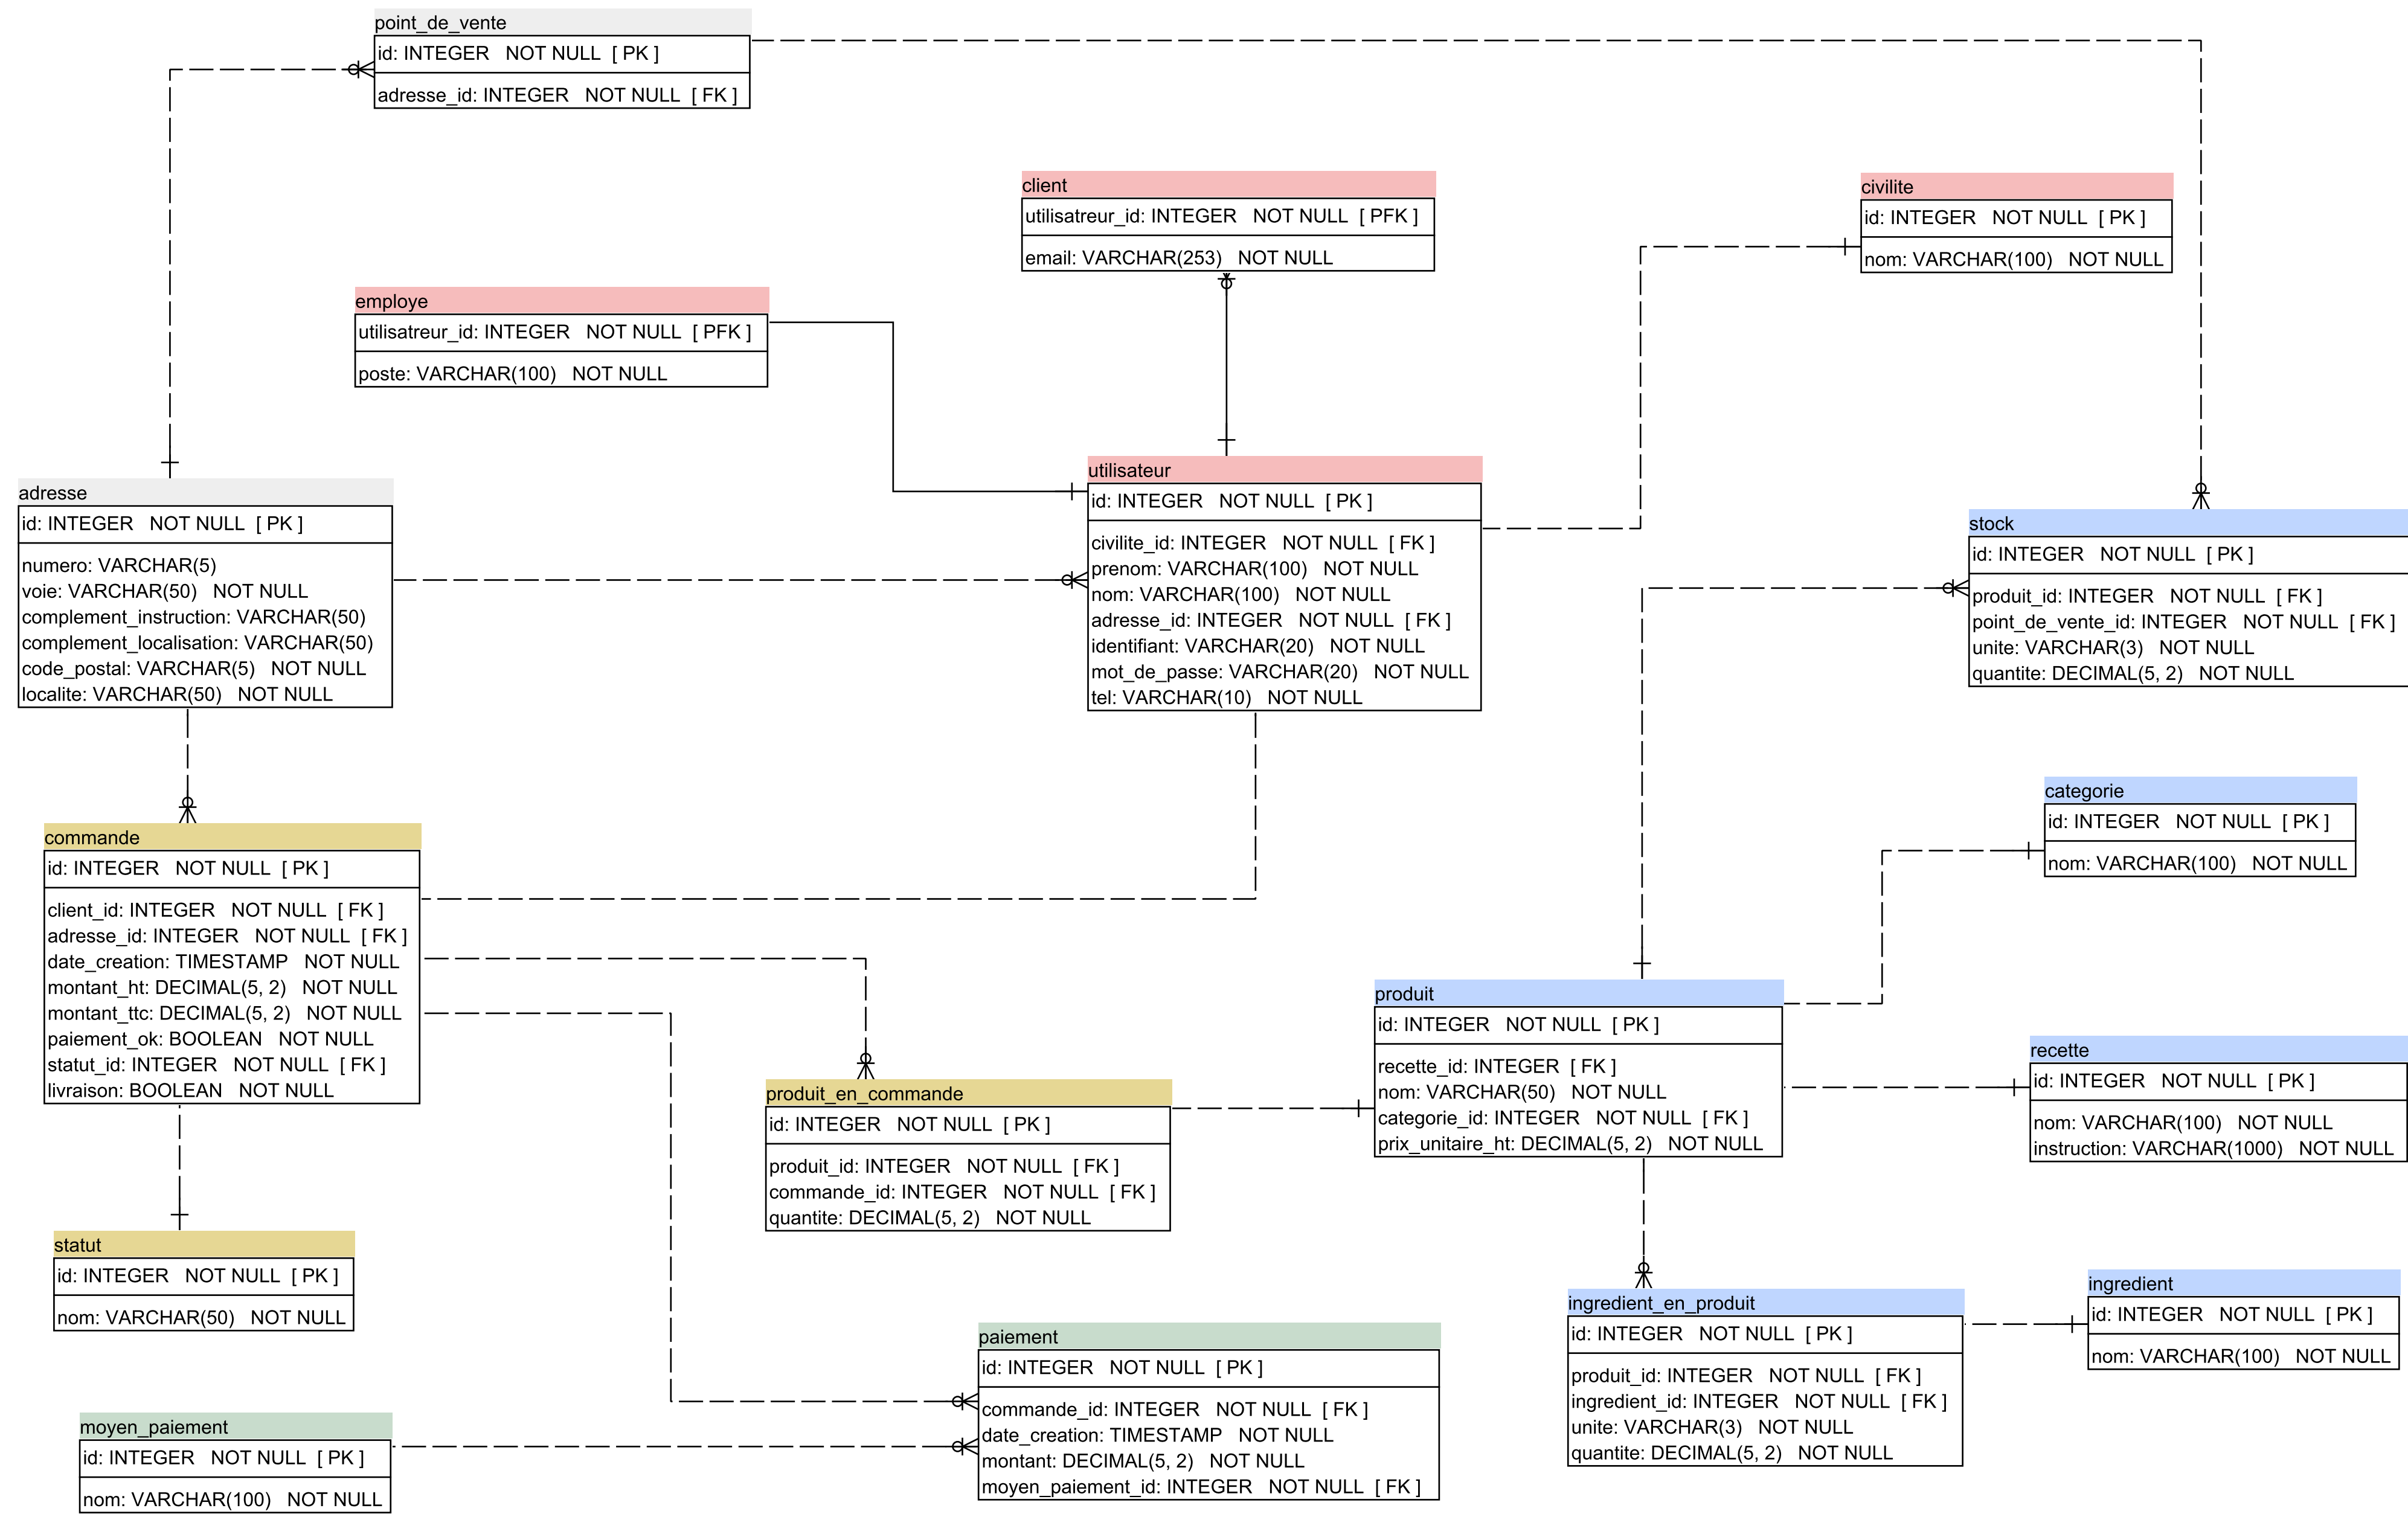 point_de_vente
id: INTEGER NOT NULL [ PK ]
adresse_id: INTEGER NOT NULL [ FK ]
client
utilisatreur_id: INTEGER NOT NULL [ PFK ]
email: VARCHAR(253) NOT NULL
civilite
id: INTEGER NOT NULL [ PK ]
nom: VARCHAR(100) NOT NULL
employe
utilisatreur_id: INTEGER NOT NULL [ PFK ]
poste: VARCHAR(100) NOT NULL
adresse
id: INTEGER NOT NULL [ PK ]
numero: VARCHAR(5)
voie: VARCHAR(50) NOT NULL
complement_instruction: VARCHAR(50)
complement_localisation: VARCHAR(50)
code_postal: VARCHAR(5) NOT NULL
localite: VARCHAR(50) NOT NULL
utilisateur
id: INTEGER NOT NULL [ PK ]
civilite_id: INTEGER NOT NULL [ FK ]
prenom: VARCHAR(100) NOT NULL
nom: VARCHAR(100) NOT NULL
adresse_id: INTEGER NOT NULL [ FK ]
identifiant: VARCHAR(20) NOT NULL
mot_de_passe: VARCHAR(20) NOT NULL
tel: VARCHAR(10) NOT NULL
stock
id: INTEGER NOT NULL [ PK ]
produit_id: INTEGER NOT NULL [ FK ]
point_de_vente_id: INTEGER NOT NULL [ FK ]
unite: VARCHAR(3) NOT NULL
quantite: DECIMAL(5, 2) NOT NULL
categorie
id: INTEGER NOT NULL [ PK ]
nom: VARCHAR(100) NOT NULL
commande
id: INTEGER NOT NULL [ PK ]
client_id: INTEGER NOT NULL [ FK ]
adresse_id: INTEGER NOT NULL [ FK ]
date_creation: TIMESTAMP NOT NULL
montant_ht: DECIMAL(5, 2) NOT NULL
montant_ttc: DECIMAL(5, 2) NOT NULL
paiement_ok: BOOLEAN NOT NULL
statut_id: INTEGER NOT NULL [ FK ]
livraison: BOOLEAN NOT NULL
produit
id: INTEGER NOT NULL [ PK ]
recette_id: INTEGER [ FK ]
nom: VARCHAR(50) NOT NULL
categorie_id: INTEGER NOT NULL [ FK ]
prix_unitaire_ht: DECIMAL(5, 2) NOT NULL
recette
id: INTEGER NOT NULL [ PK ]
nom: VARCHAR(100) NOT NULL
instruction: VARCHAR(1000) NOT NULL
produit_en_commande
id: INTEGER NOT NULL [ PK ]
produit_id: INTEGER NOT NULL [ FK ]
commande_id: INTEGER NOT NULL [ FK ]
quantite: DECIMAL(5, 2) NOT NULL
statut
id: INTEGER NOT NULL [ PK ]
nom: VARCHAR(50) NOT NULL
ingredient_en_produit
id: INTEGER NOT NULL [ PK ]
produit_id: INTEGER NOT NULL [ FK ]
ingredient_id: INTEGER NOT NULL [ FK ]
unite: VARCHAR(3) NOT NULL
quantite: DECIMAL(5, 2) NOT NULL
ingredient
id: INTEGER NOT NULL [ PK ]
nom: VARCHAR(100) NOT NULL
paiement
id: INTEGER NOT NULL [ PK ]
commande_id: INTEGER NOT NULL [ FK ]
date_creation: TIMESTAMP NOT NULL
montant: DECIMAL(5, 2) NOT NULL
moyen_paiement_id: INTEGER NOT NULL [ FK ]
moyen_paiement
id: INTEGER NOT NULL [ PK ]
nom: VARCHAR(100) NOT NULL